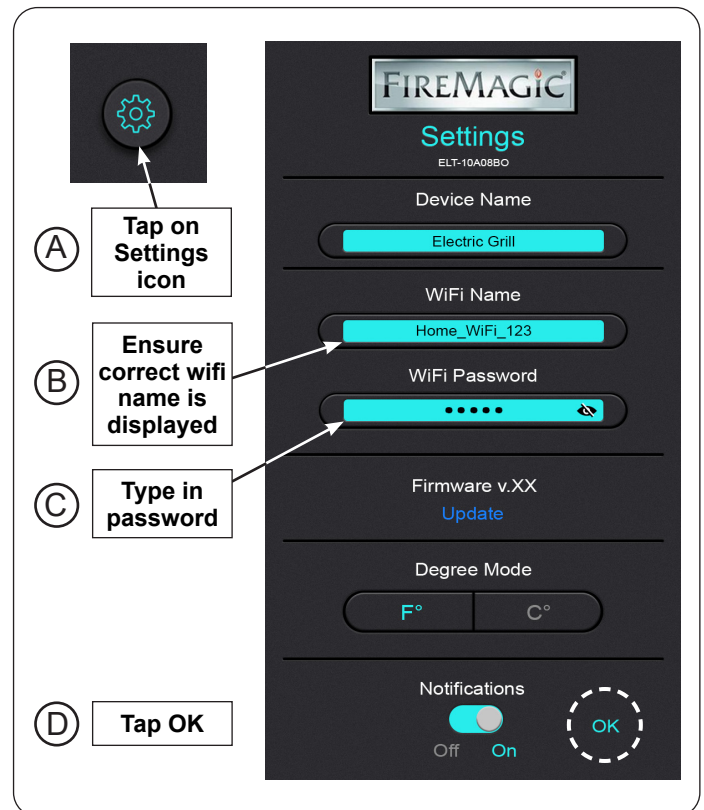 FIREMAGIC
Settings
ELT-10A08BO
Device Name
Electric Grill
WiFi Name
Home_WiFi_123
WiFi Password
•••••
Firmware v.XX
Update
Degree Mode
F° C°
Notifications
Off On
OK
A
Tap on
Settings
icon
B
Ensure
correct wifi
name is
displayed
C
Type in
password
D
Tap OK